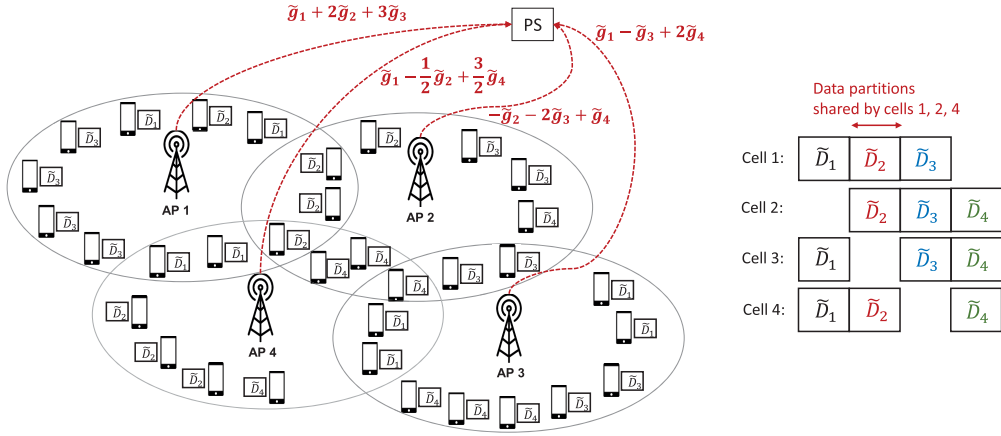 g̃₁ + 2g̃₂ + 3g̃₃
PS
g̃₁ − g̃₃ + 2g̃₄
g̃₁ − 1/2 g̃₂ + 3/2 g̃₄
−g̃₂ − 2g̃₃ + g̃₄
D̃₁
D̃₂
D̃₁
D̃₃
D̃₃
D̃₃
D̃₃
D̃₁
D̃₁
AP 1
D̃₂
D̃₂
D̃₂
D̃₂
D̃₃
D̃₃
D̃₄
AP 2
D̃₄
D̃₄
D̃₄
D̃₃
D̃₃
D̃₁
D̃₁
D̃₂
D̃₂
D̃₂
D̃₄
AP 4
D̃₁
D̃₁
AP 3
D̃₃
D̃₄
D̃₄
D̃₄
D̃₃
Data partitions
shared by cells 1, 2, 4
Cell 1: D̃₁ D̃₂ D̃₃
Cell 2: D̃₂ D̃₃ D̃₄
Cell 3: D̃₁ D̃₃ D̃₄
Cell 4: D̃₁ D̃₂ D̃₄